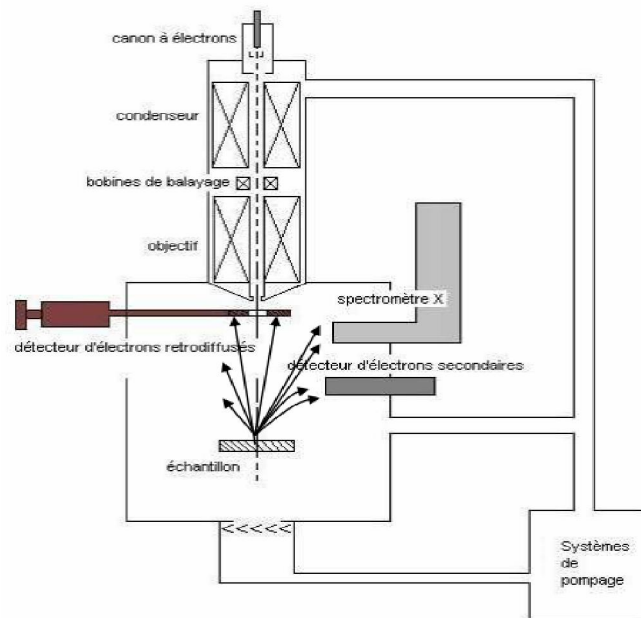 canon à électrons
condenseur
bobines de balayage
objectif
spectromètre X
détecteur d'électrons retrodiffusés
détecteur d'électrons secondaires
échantillon
Systèmes
de
pompage